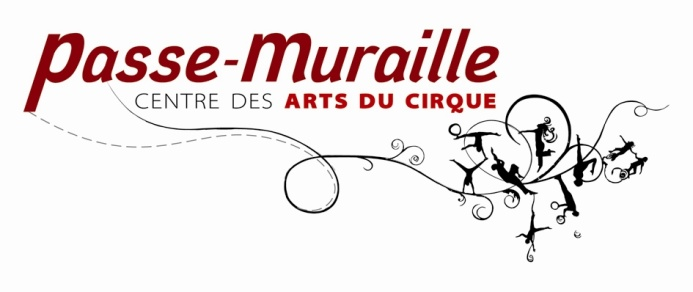 Passe-Muraille
CENTRE DES ARTS DU CIRQUE